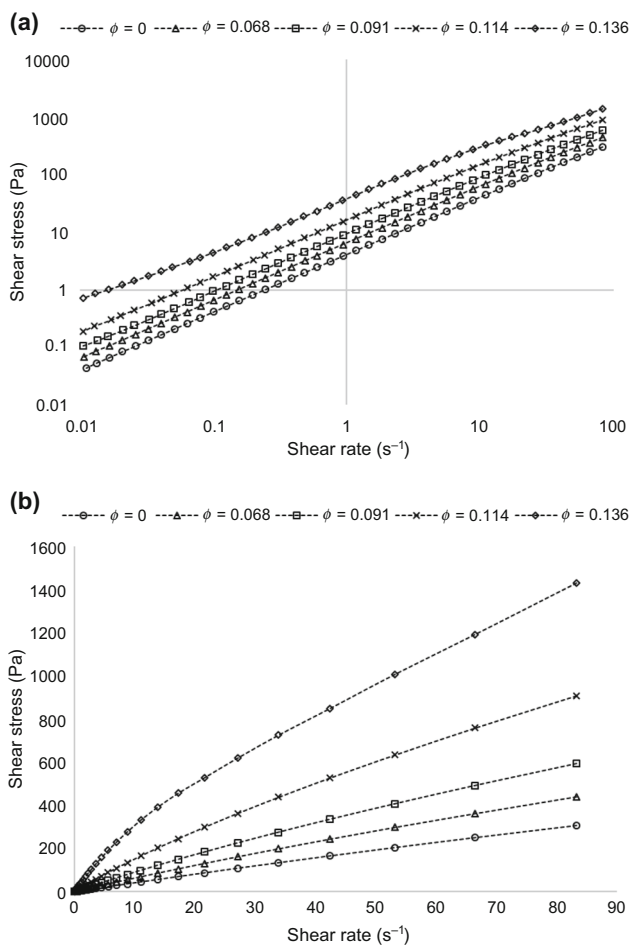 (a)
ϕ = 0 ϕ = 0.068 ϕ = 0.091 ϕ = 0.114 ϕ = 0.136
10000
1000
100
10
1
0.1
0.01
Shear stress (Pa)
0.01 0.1 1 10 100
Shear rate (s⁻¹)
(b)
ϕ = 0 ϕ = 0.068 ϕ = 0.091 ϕ = 0.114 ϕ = 0.136
1600
1400
1200
1000
800
600
400
200
0
Shear stress (Pa)
0 10 20 30 40 50 60 70 80 90
Shear rate (s⁻¹)